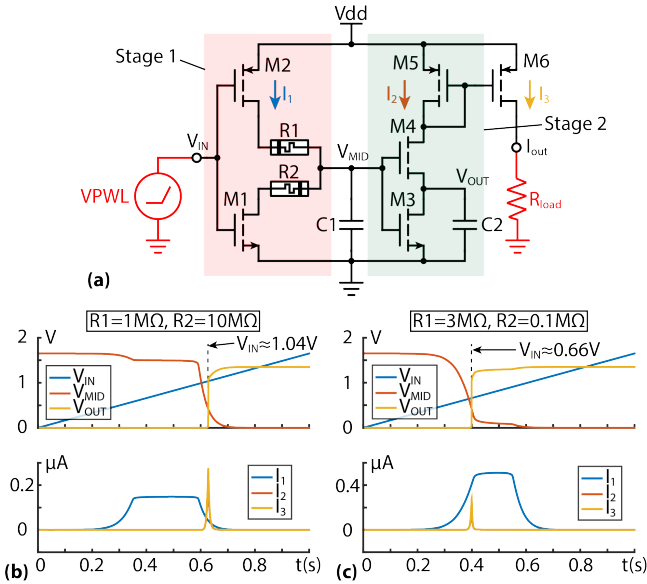 Vdd
Stage 1
M2
I1
M5
M6
I2
I3
R1
M4
Stage 2
VIN
VMID
Iout
R2
VPWL
M1
M3
VOUT
Rload
C1
C2
(a)
R1=1MΩ, R2=10MΩ
R1=3MΩ, R2=0.1MΩ
V
VIN≈1.04V
2
1
0
VIN
VMID
VOUT
µA
0.2
0
I1
I2
I3
0 0.2 0.4 0.6 0.8 t(s)
(b)
V
VIN≈0.66V
2
1
0
VIN
VMID
VOUT
µA
0.4
0
I1
I2
I3
0 0.2 0.4 0.6 0.8 t(s)
(c)